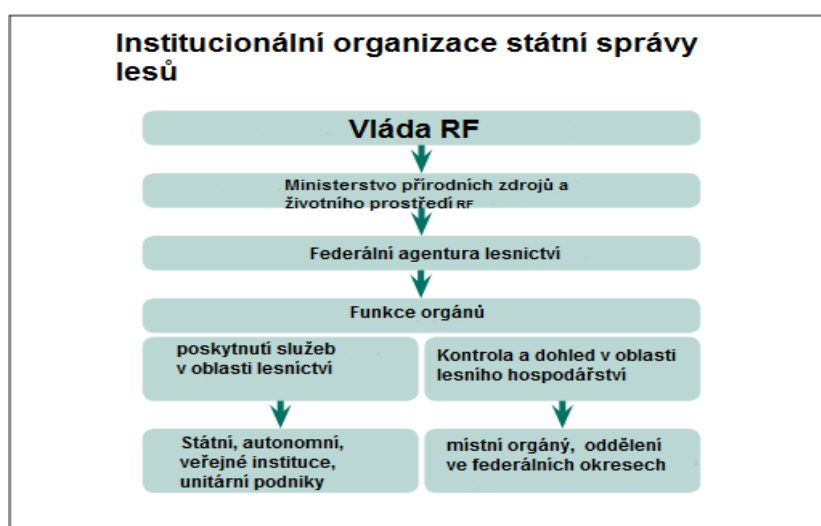 Institucionální organizace státní správy
lesů
Vláda RF
Ministerstvo přírodních zdrojů a
životního prostředí RF
Federální agentura lesnictví
Funkce orgánů
poskytnutí služeb
v oblasti lesnictví
Kontrola a dohled v oblasti
lesního hospodářství
Státní, autonomní,
veřejné instituce,
unitární podniky
místní orgány, oddělení
ve federálních okresech